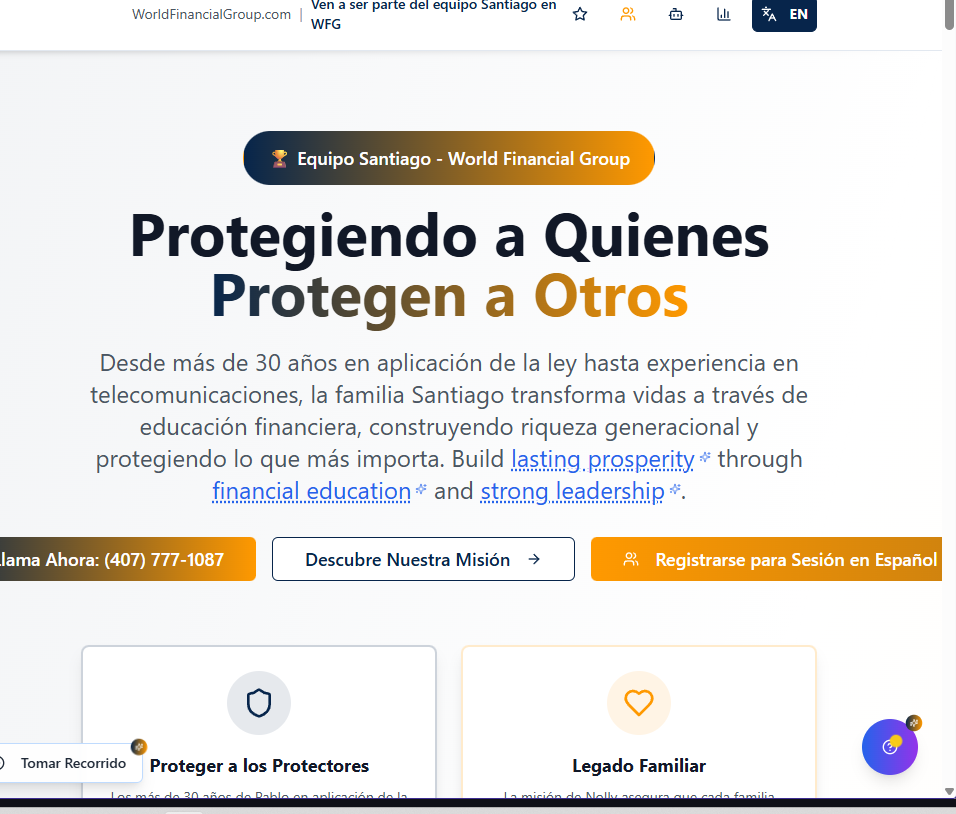 WorldFinancialGroup.com | Ven a ser parte del equipo Santiago en
WFG
EN
🏆 Equipo Santiago - World Financial Group
Protegiendo a Quienes
Protegen a Otros
Desde más de 30 años en aplicación de la ley hasta experiencia en
telecomunicaciones, la familia Santiago transforma vidas a través de
educación financiera, construyendo riqueza generacional y
protegiendo lo que más importa. Build lasting prosperity through
financial education and strong leadership.
lama Ahora: (407) 777-1087
Descubre Nuestra Misión →
Registrarse para Sesión en Español
Tomar Recorrido
Proteger a los Protectores
Legado Familiar
Los más de 30 años de Pablo en aplicación de la
La misión de Nelly asegura que cada familia